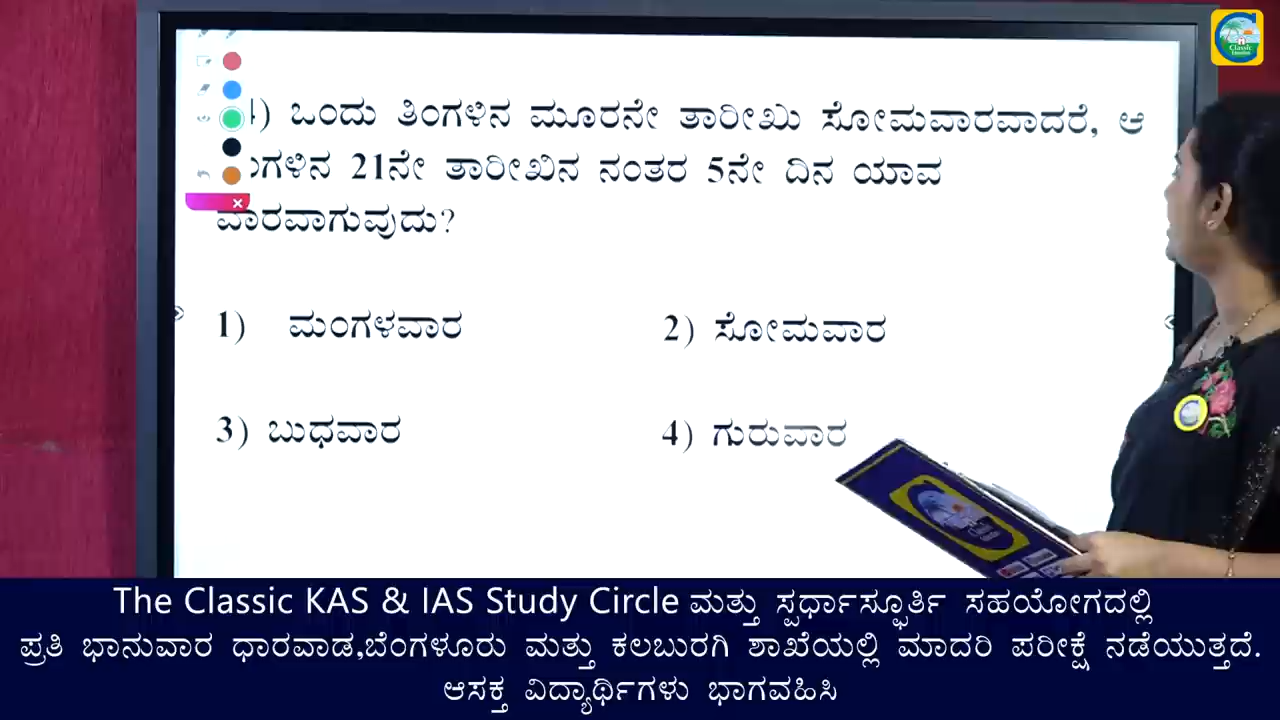 Classic
4) ಒಂದು ತಿಂಗಳಿನ ಮೂರನೇ ತಾರೀಖು ಸೋಮವಾರವಾದರೆ, ಆ
21ನೇ ತಾರೀಖಿನ ನಂತರ 5ನೇ ದಿನ ಯಾವ
ವಾರವಾಗುವುದು?
1) ಮಂಗಳವಾರ 2) ಸೋಮವಾರ
3) ಬುಧವಾರ 4) ಗುರುವಾರ
The Classic KAS & IAS Study Circle ಮತ್ತು ಸ್ಪರ್ಧಾಸ್ಫೂರ್ತಿ ಸಹಯೋಗದಲ್ಲಿ
ಪ್ರತಿ ಭಾನುವಾರ ಧಾರವಾಡ,ಬೆಂಗಳೂರು ಮತ್ತು ಕಲಬುರಗಿ ಶಾಖೆಯಲ್ಲಿ ಮಾದರಿ ಪರೀಕ್ಷೆ ನಡೆಯುತ್ತದೆ.
ಆಸಕ್ತ ವಿದ್ಯಾರ್ಥಿಗಳು ಭಾಗವಹಿಸಿ